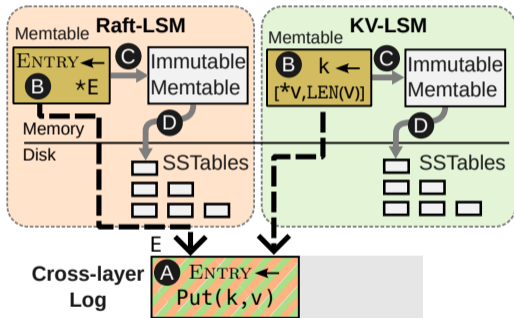 Raft-LSM
Memtable
ENTRY ←
B *E
C
Immutable
Memtable
D
Memory
Disk
SSTables
KV-LSM
Memtable
B k ←
[*v,LEN(V)]
C
Immutable
Memtable
D
SSTables
E
Cross-layer
Log
A ENTRY ←
Put(k,v)